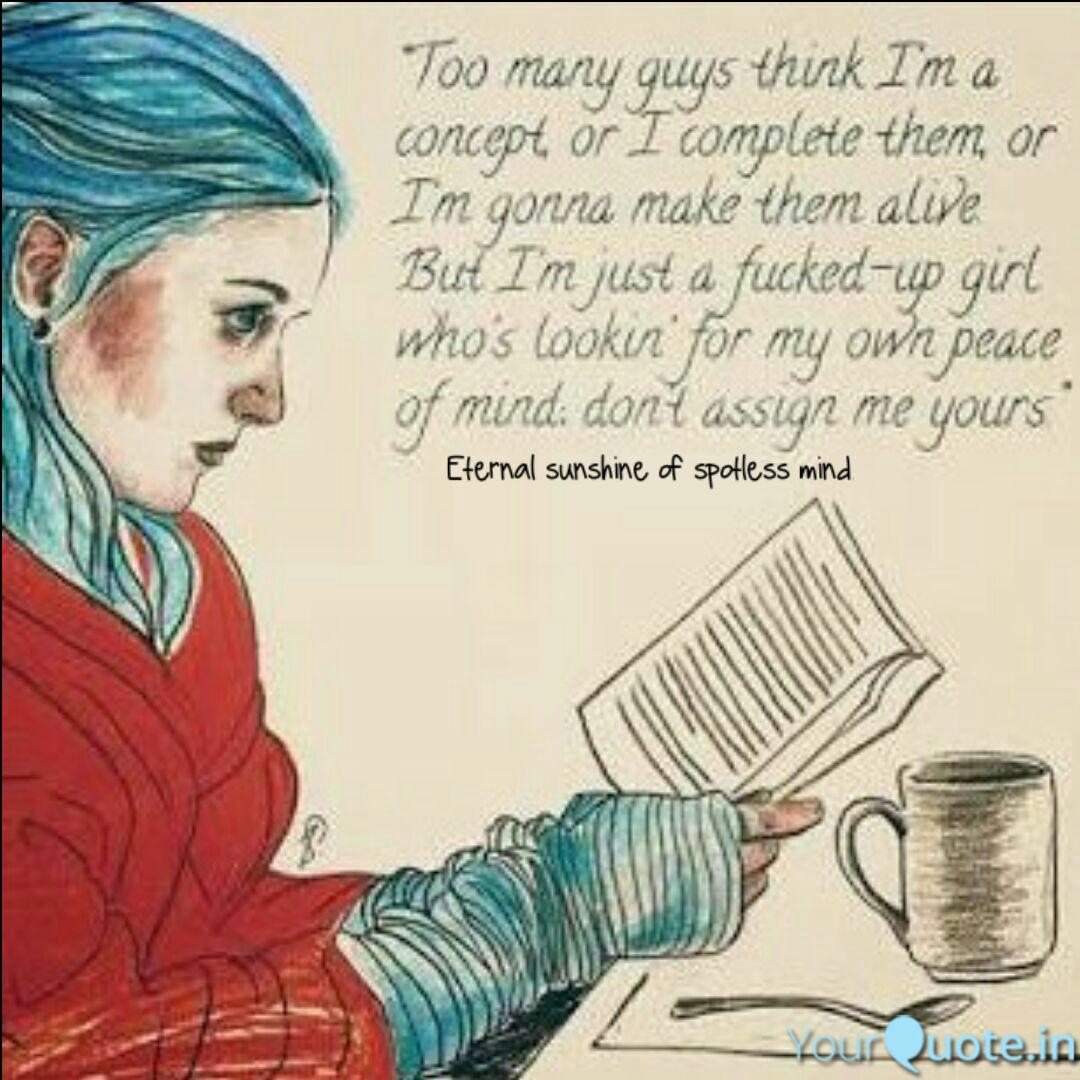 "Too many guys think I'm a
concept, or I complete them, or
I'm gonna make them alive.
But I'm just a fucked-up girl
who's lookin' for my own peace
of mind: don't assign me yours."
Eternal sunshine of spotless mind
YourQuote.in